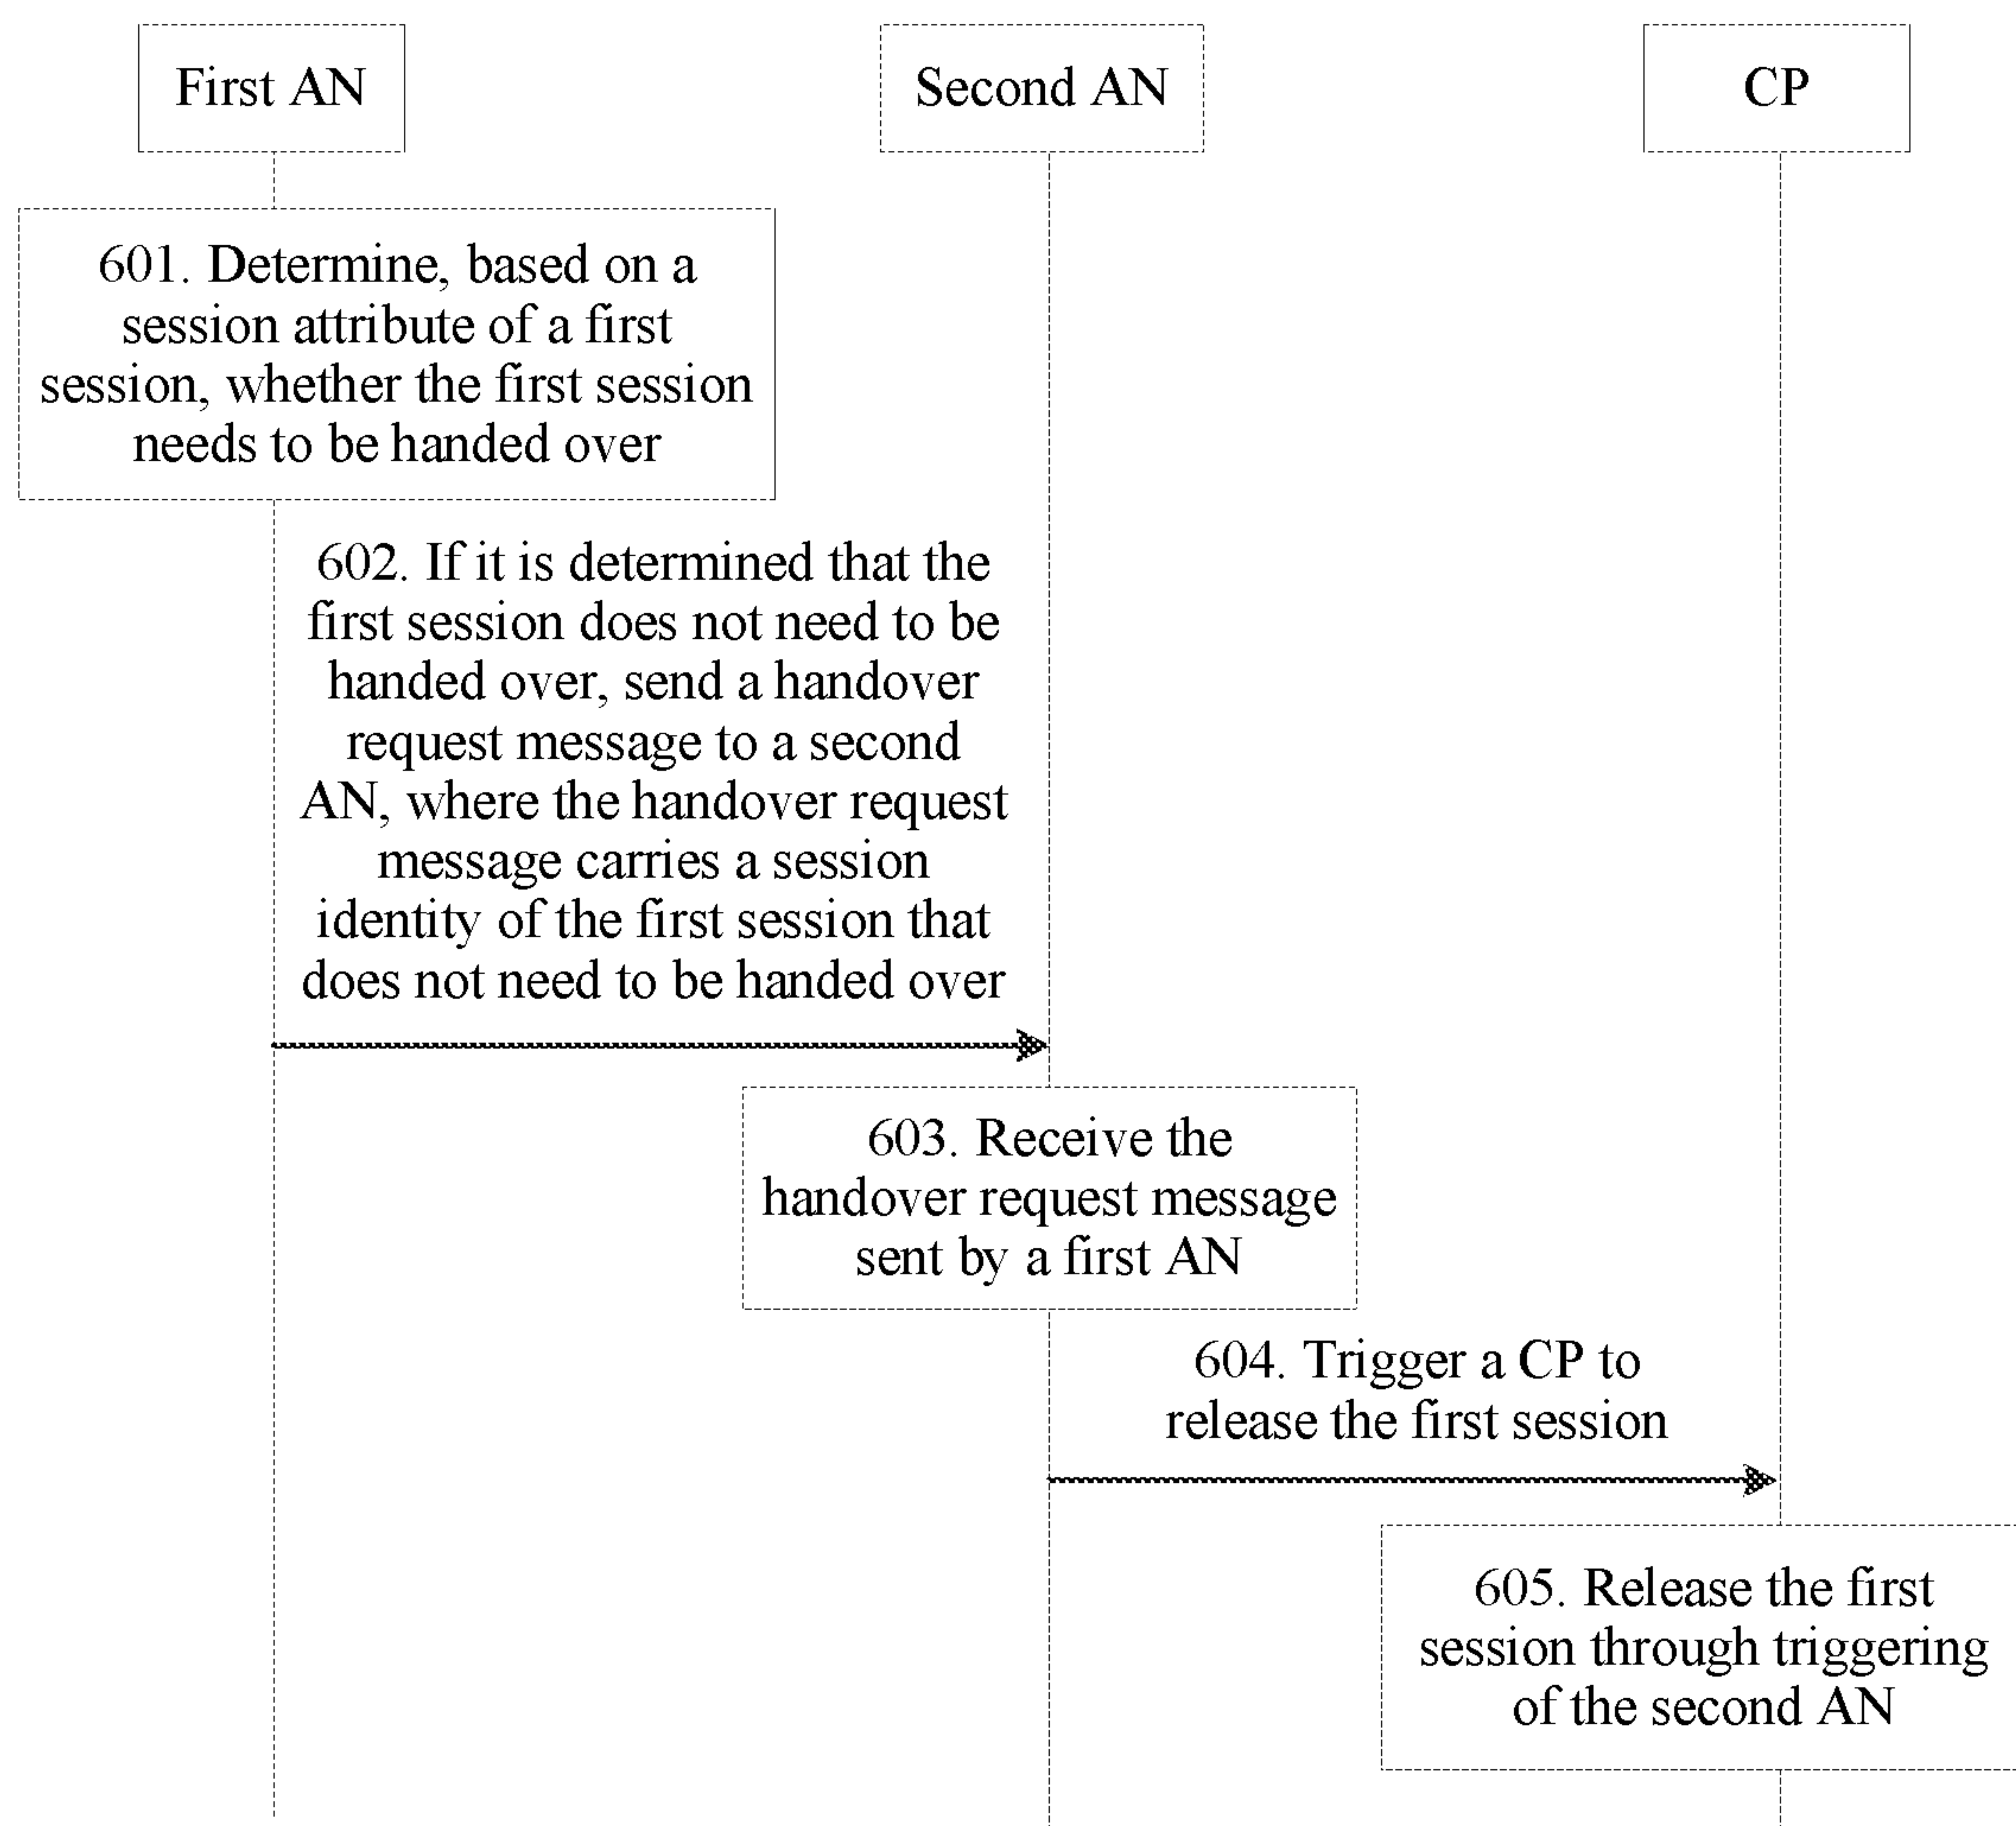 First AN
Second AN
CP
601. Determine, based on a
session attribute of a first
session, whether the first session
needs to be handed over
602. If it is determined that the
first session does not need to be
handed over, send a handover
request message to a second
AN, where the handover request
message carries a session
identity of the first session that
does not need to be handed over
603. Receive the
handover request message
sent by a first AN
604. Trigger a CP to
release the first session
605. Release the first
session through triggering
of the second AN